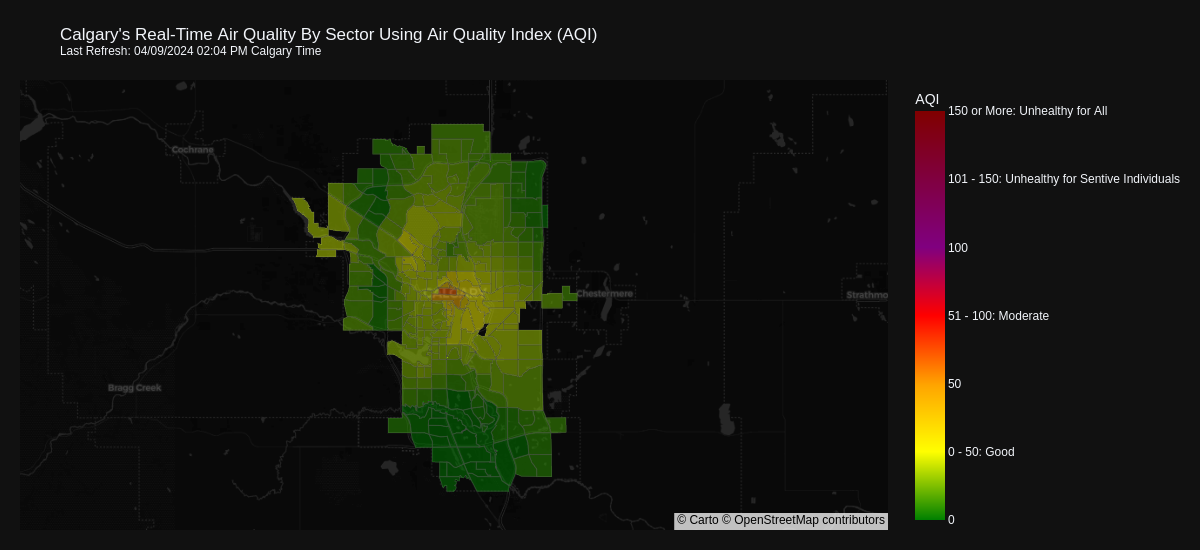 Calgary's Real-Time Air Quality By Sector Using Air Quality Index (AQI)
Last Refresh: 04/09/2024 02:04 PM Calgary Time
AQI
150 or More: Unhealthy for All
Cochrane
101 - 150: Unhealthy for Sentive Individuals
100
Chestermere
Strathmo
51 - 100: Moderate
50
Bragg Creek
0 - 50: Good
© Carto © OpenStreetMap contributors
0